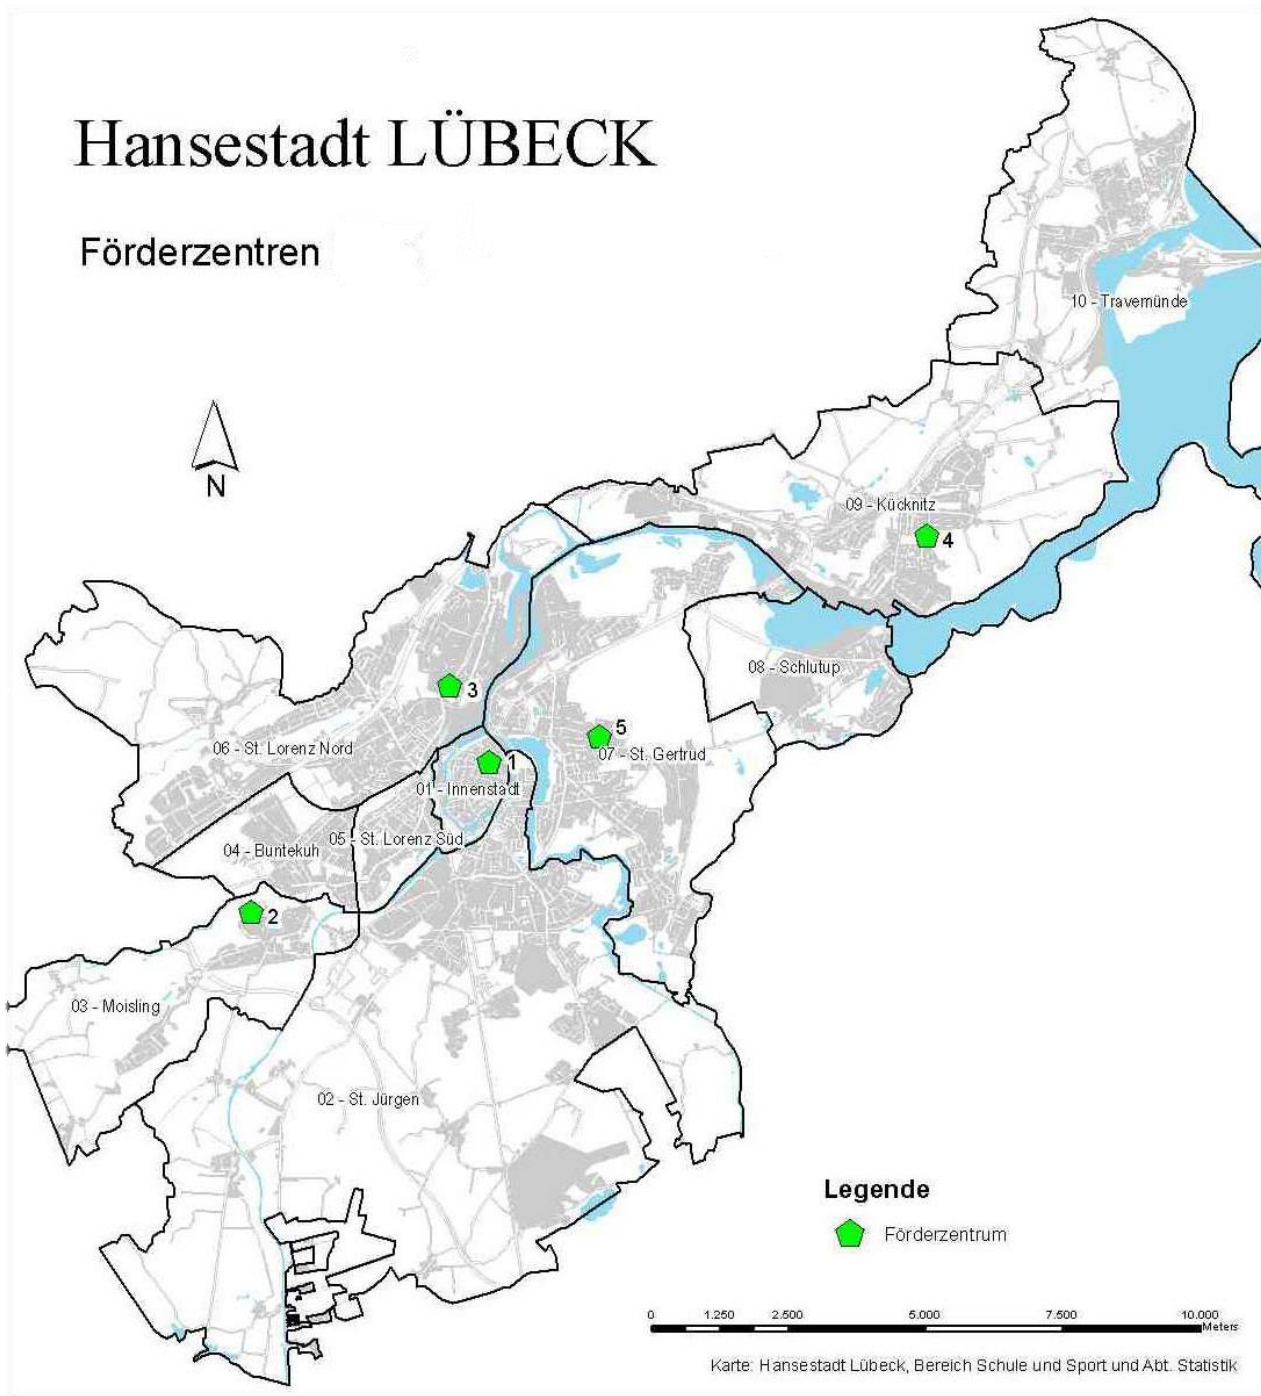 Hansestadt LÜBECK
Förderzentren
10 - Travemünde
N
09 - Kücknitz
4
08 - Schlutup
3
5
06 - St. Lorenz Nord
07 - St. Gertrud
1
01 - Innenstadt
05 - St. Lorenz Süd
04 - Buntekuh
2
03 - Moisling
02 - St. Jürgen
Legende
Förderzentrum
0 1.250 2.500 5.000 7.500 10.000
Meters
Karte: Hansestadt Lübeck, Bereich Schule und Sport und Abt. Statistik